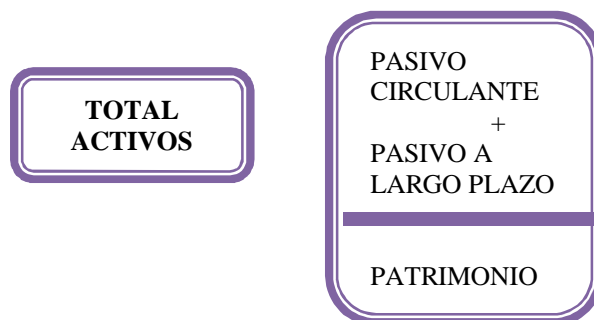 TOTAL
ACTIVOS
PASIVO
CIRCULANTE
+
PASIVO A
LARGO PLAZO
PATRIMONIO